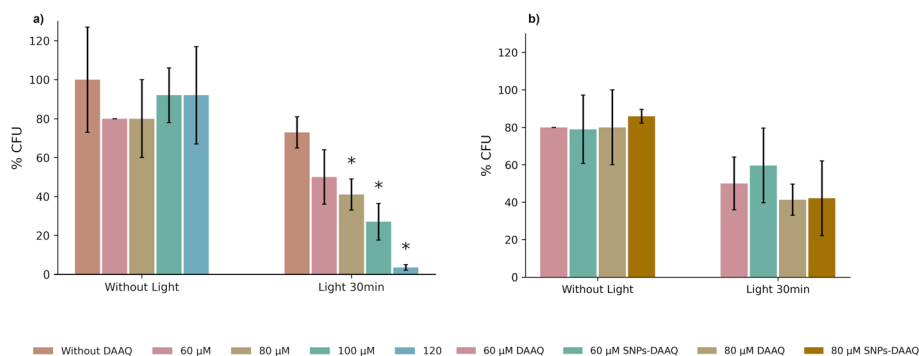 a)
120
100
80
60
40
20
0
% CFU
*
*
*
Without Light
Light 30min
b)
120
100
80
60
40
20
0
% CFU
Without Light
Light 30min
Without DAAQ
60 μM
80 μM
100 μM
120
60 μM DAAQ
60 μM SNPs-DAAQ
80 μM DAAQ
80 μM SNPs-DAAQ